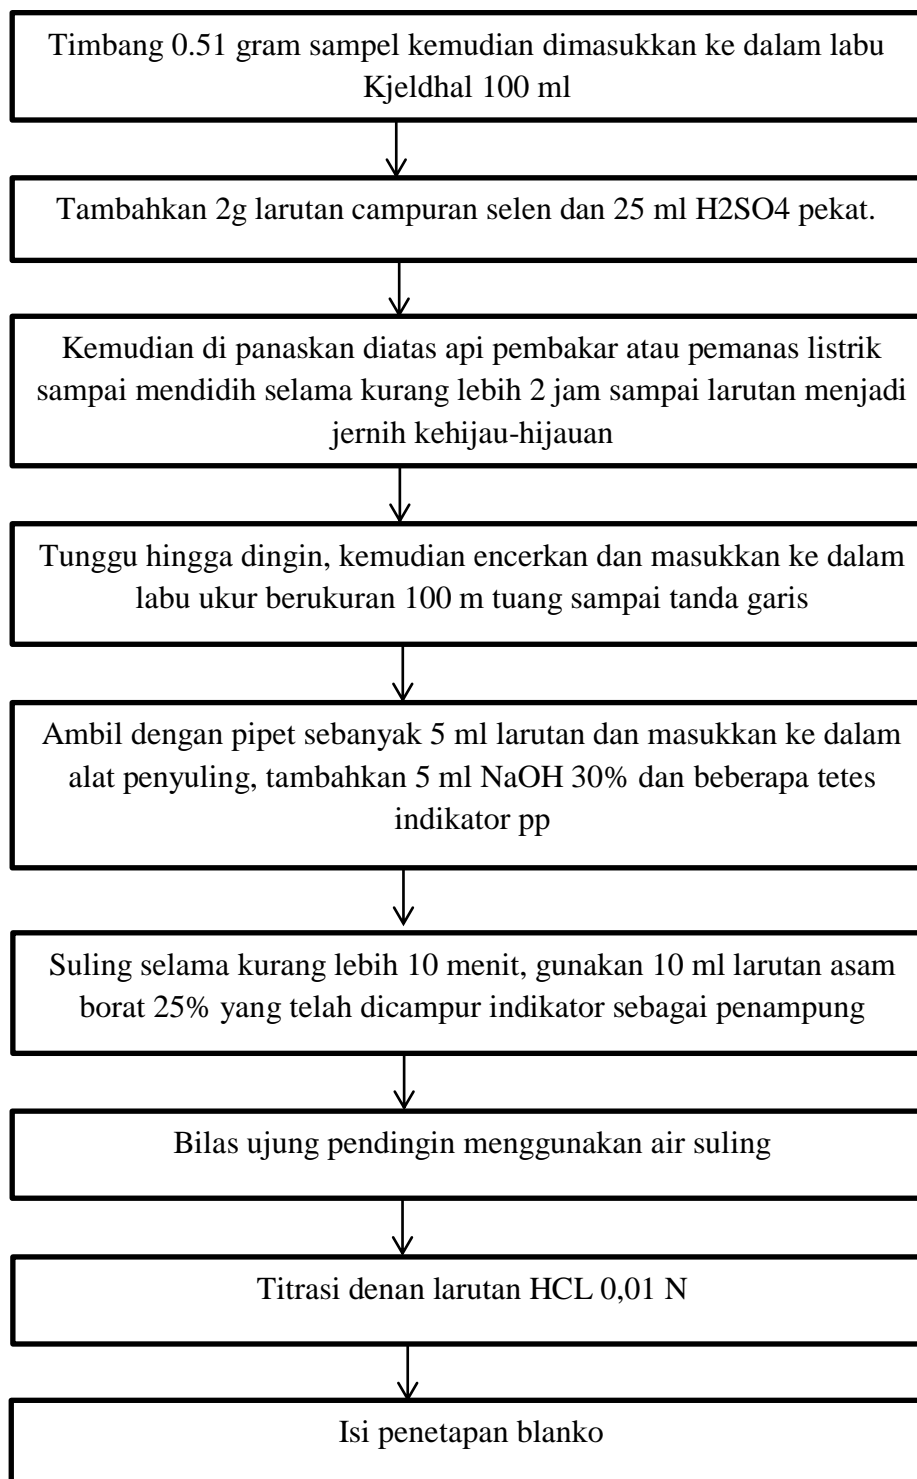 Timbang 0.51 gram sampel kemudian dimasukkan ke dalam labu
Kjeldhal 100 ml
Tambahkan 2g larutan campuran selen dan 25 ml H2SO4 pekat.
Kemudian di panaskan diatas api pembakar atau pemanas listrik
sampai mendidih selama kurang lebih 2 jam sampai larutan menjadi
jernih kehijau-hijauan
Tunggu hingga dingin, kemudian encerkan dan masukkan ke dalam
labu ukur berukuran 100 m tuang sampai tanda garis
Ambil dengan pipet sebanyak 5 ml larutan dan masukkan ke dalam
alat penyuling, tambahkan 5 ml NaOH 30% dan beberapa tetes
indikator pp
Suling selama kurang lebih 10 menit, gunakan 10 ml larutan asam
borat 25% yang telah dicampur indikator sebagai penampung
Bilas ujung pendingin menggunakan air suling
Titrasi denan larutan HCL 0,01 N
Isi penetapan blanko